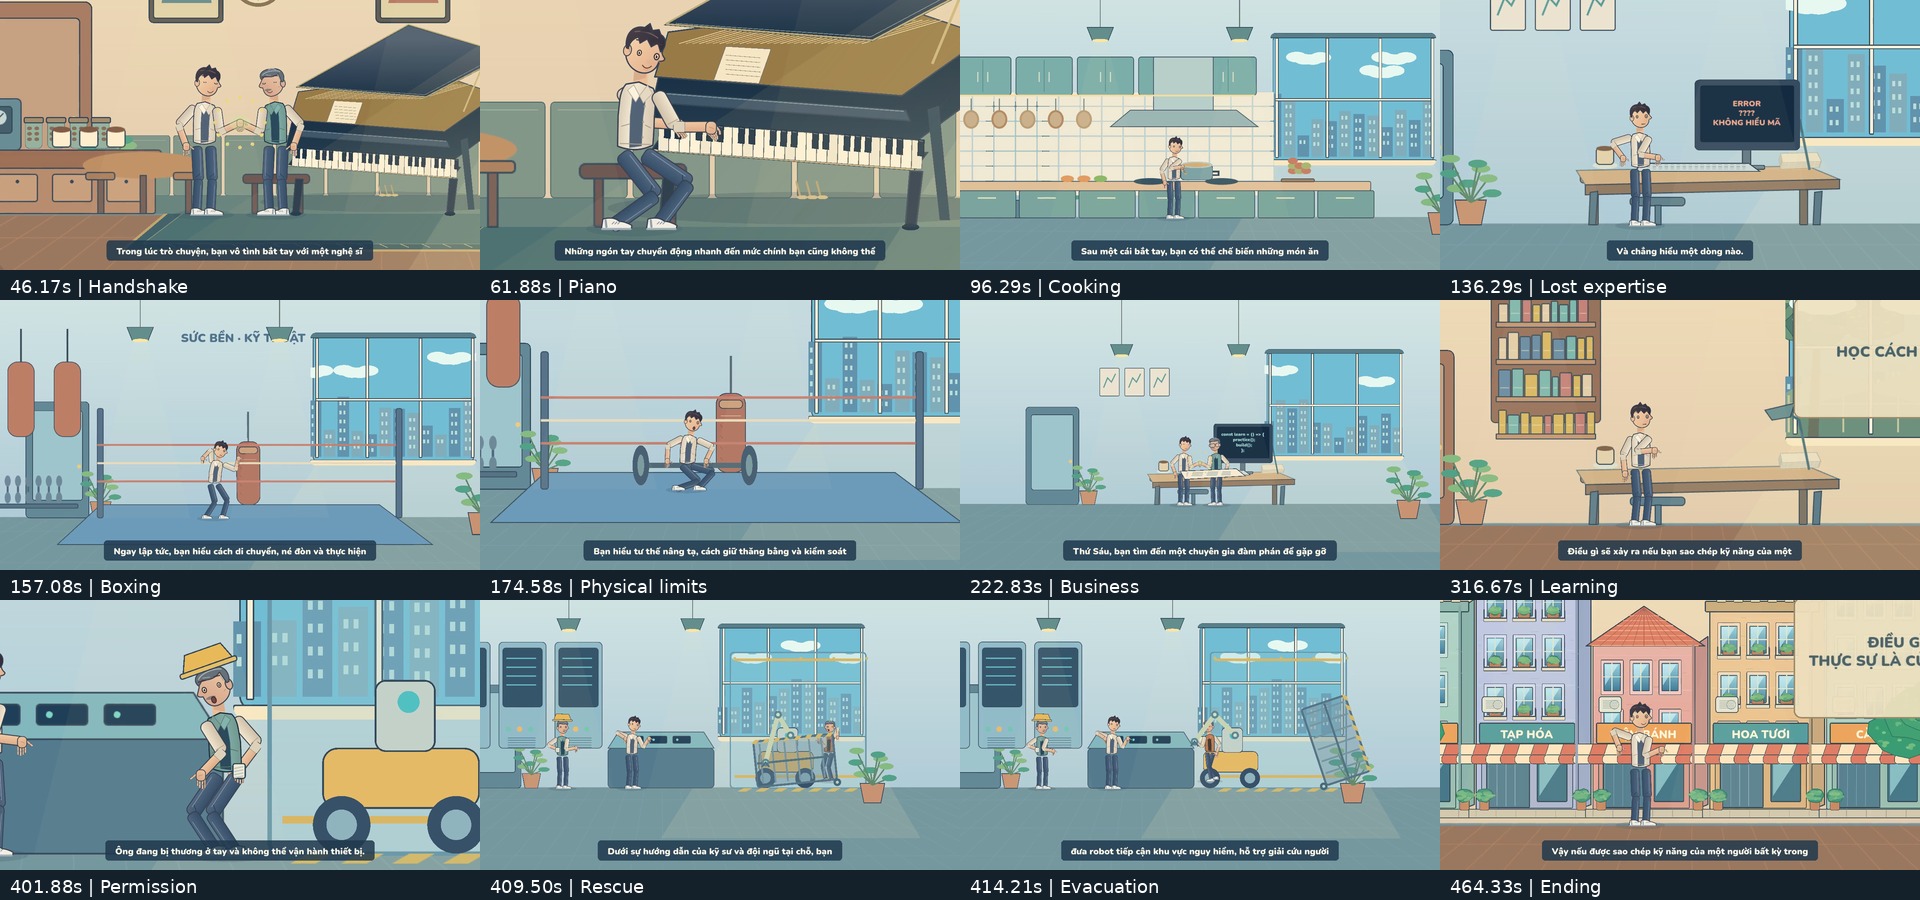 Trong lúc trò chuyện, bạn vô tình bắt tay với một nghệ sĩ
46.17s | Handshake
Những ngón tay chuyển động nhanh đến mức chính bạn cũng không thể
61.88s | Piano
Sau một cái bắt tay, bạn có thể chế biến những món ăn
96.29s | Cooking
ERROR
????
KHÔNG HIỂU MÃ
Và chẳng hiểu một dòng nào.
136.29s | Lost expertise
SỨC BỀN · KỸ T
ẬT
Ngay lập tức, bạn hiểu cách di chuyển, né đòn và thực hiện
157.08s | Boxing
Bạn hiểu tư thế nâng tạ, cách giữ thăng bằng và kiểm soát
174.58s | Physical limits
const learn = () => {
practice();
build();
};
Thứ Sáu, bạn tìm đến một chuyên gia đàm phán để gặp gỡ
222.83s | Business
HỌC CÁCH
Điều gì sẽ xảy ra nếu bạn sao chép kỹ năng của một
316.67s | Learning
Ông đang bị thương ở tay và không thể vận hành thiết bị.
401.88s | Permission
Dưới sự hướng dẫn của kỹ sư và đội ngũ tại chỗ, bạn
409.50s | Rescue
đưa robot tiếp cận khu vực nguy hiểm, hỗ trợ giải cứu người
414.21s | Evacuation
ĐIỀU G
THỰC SỰ LÀ CỦ
TẠP HÓA
BÁNH
HOA TƯƠI
CÀ
Vậy nếu được sao chép kỹ năng của một người bất kỳ trong
464.33s | Ending